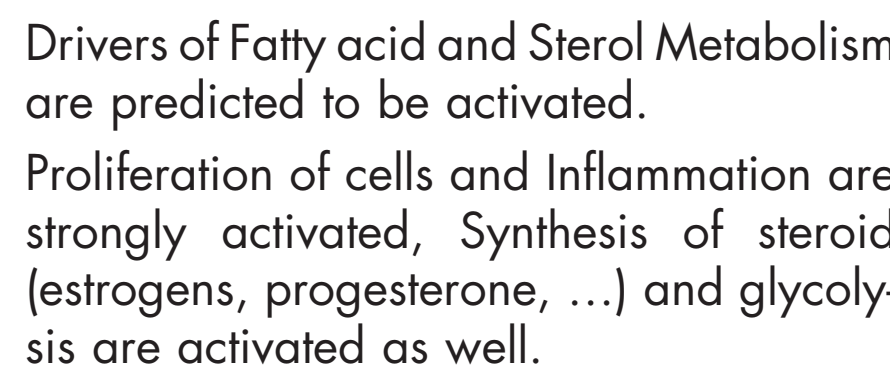 Drivers of Fatty acid and Sterol Metabolism
are predicted to be activated.
Proliferation of cells and Inflammation are
strongly activated, Synthesis of steroid
(estrogens, progesterone, ...) and glycoly-
sis are activated as well.